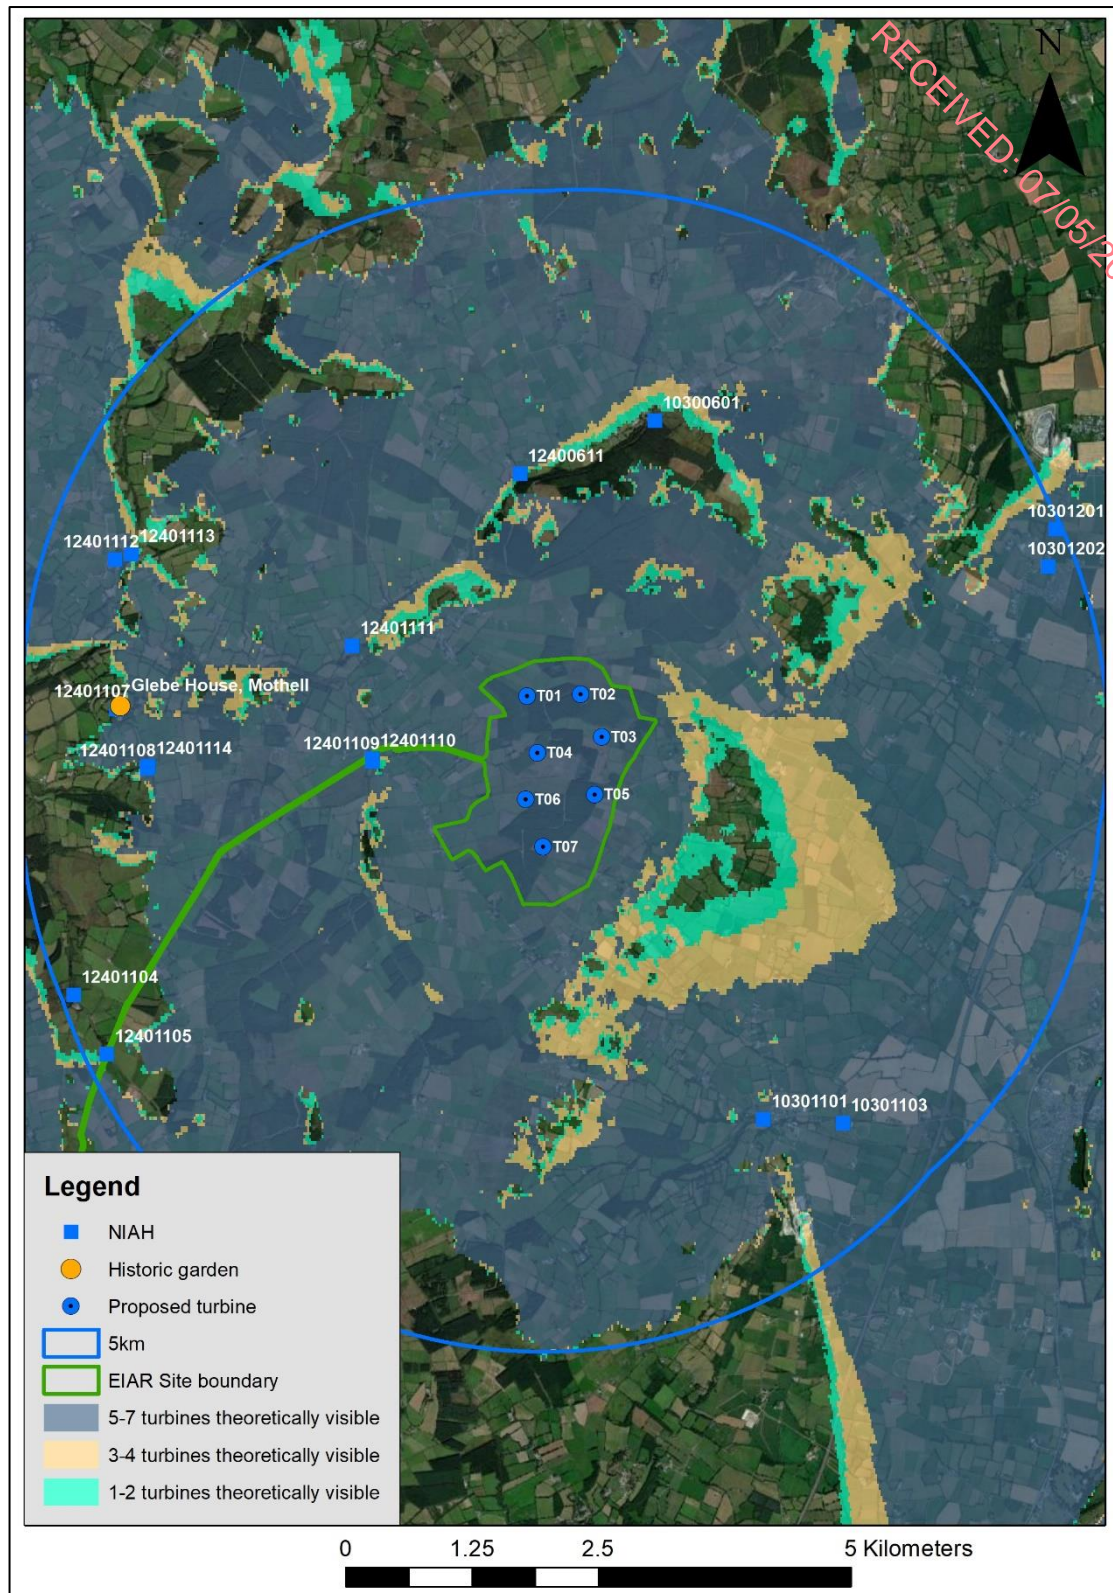 N
RECEIVED: 07/05/20
10300601
12400611
10301201
10301202
12401112
12401113
12401111
12401107
Glebe House, Mothell
12401108
12401114
12401109
12401110
T01
T02
T03
T04
T05
T06
T07
12401104
12401105
10301101
10301103
Legend
NIAH
Historic garden
Proposed turbine
5km
EIAR Site boundary
5-7 turbines theoretically visible
3-4 turbines theoretically visible
1-2 turbines theoretically visible
0 1.25 2.5 5 Kilometers